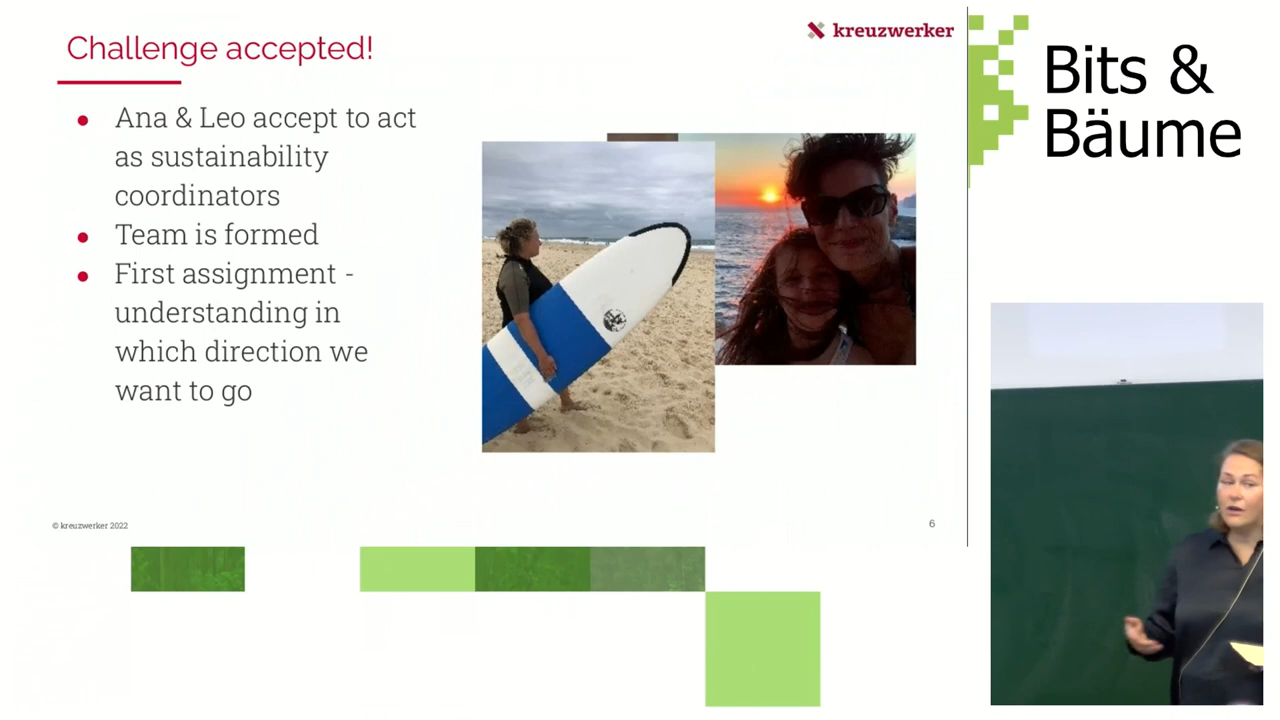 Challenge accepted!
kreuzwerker
Bits &
Bäume
● Ana & Leo accept to act
as sustainability
coordinators
● Team is formed
● First assignment -
understanding in
which direction we
want to go
© kreuzwerker 2022
6